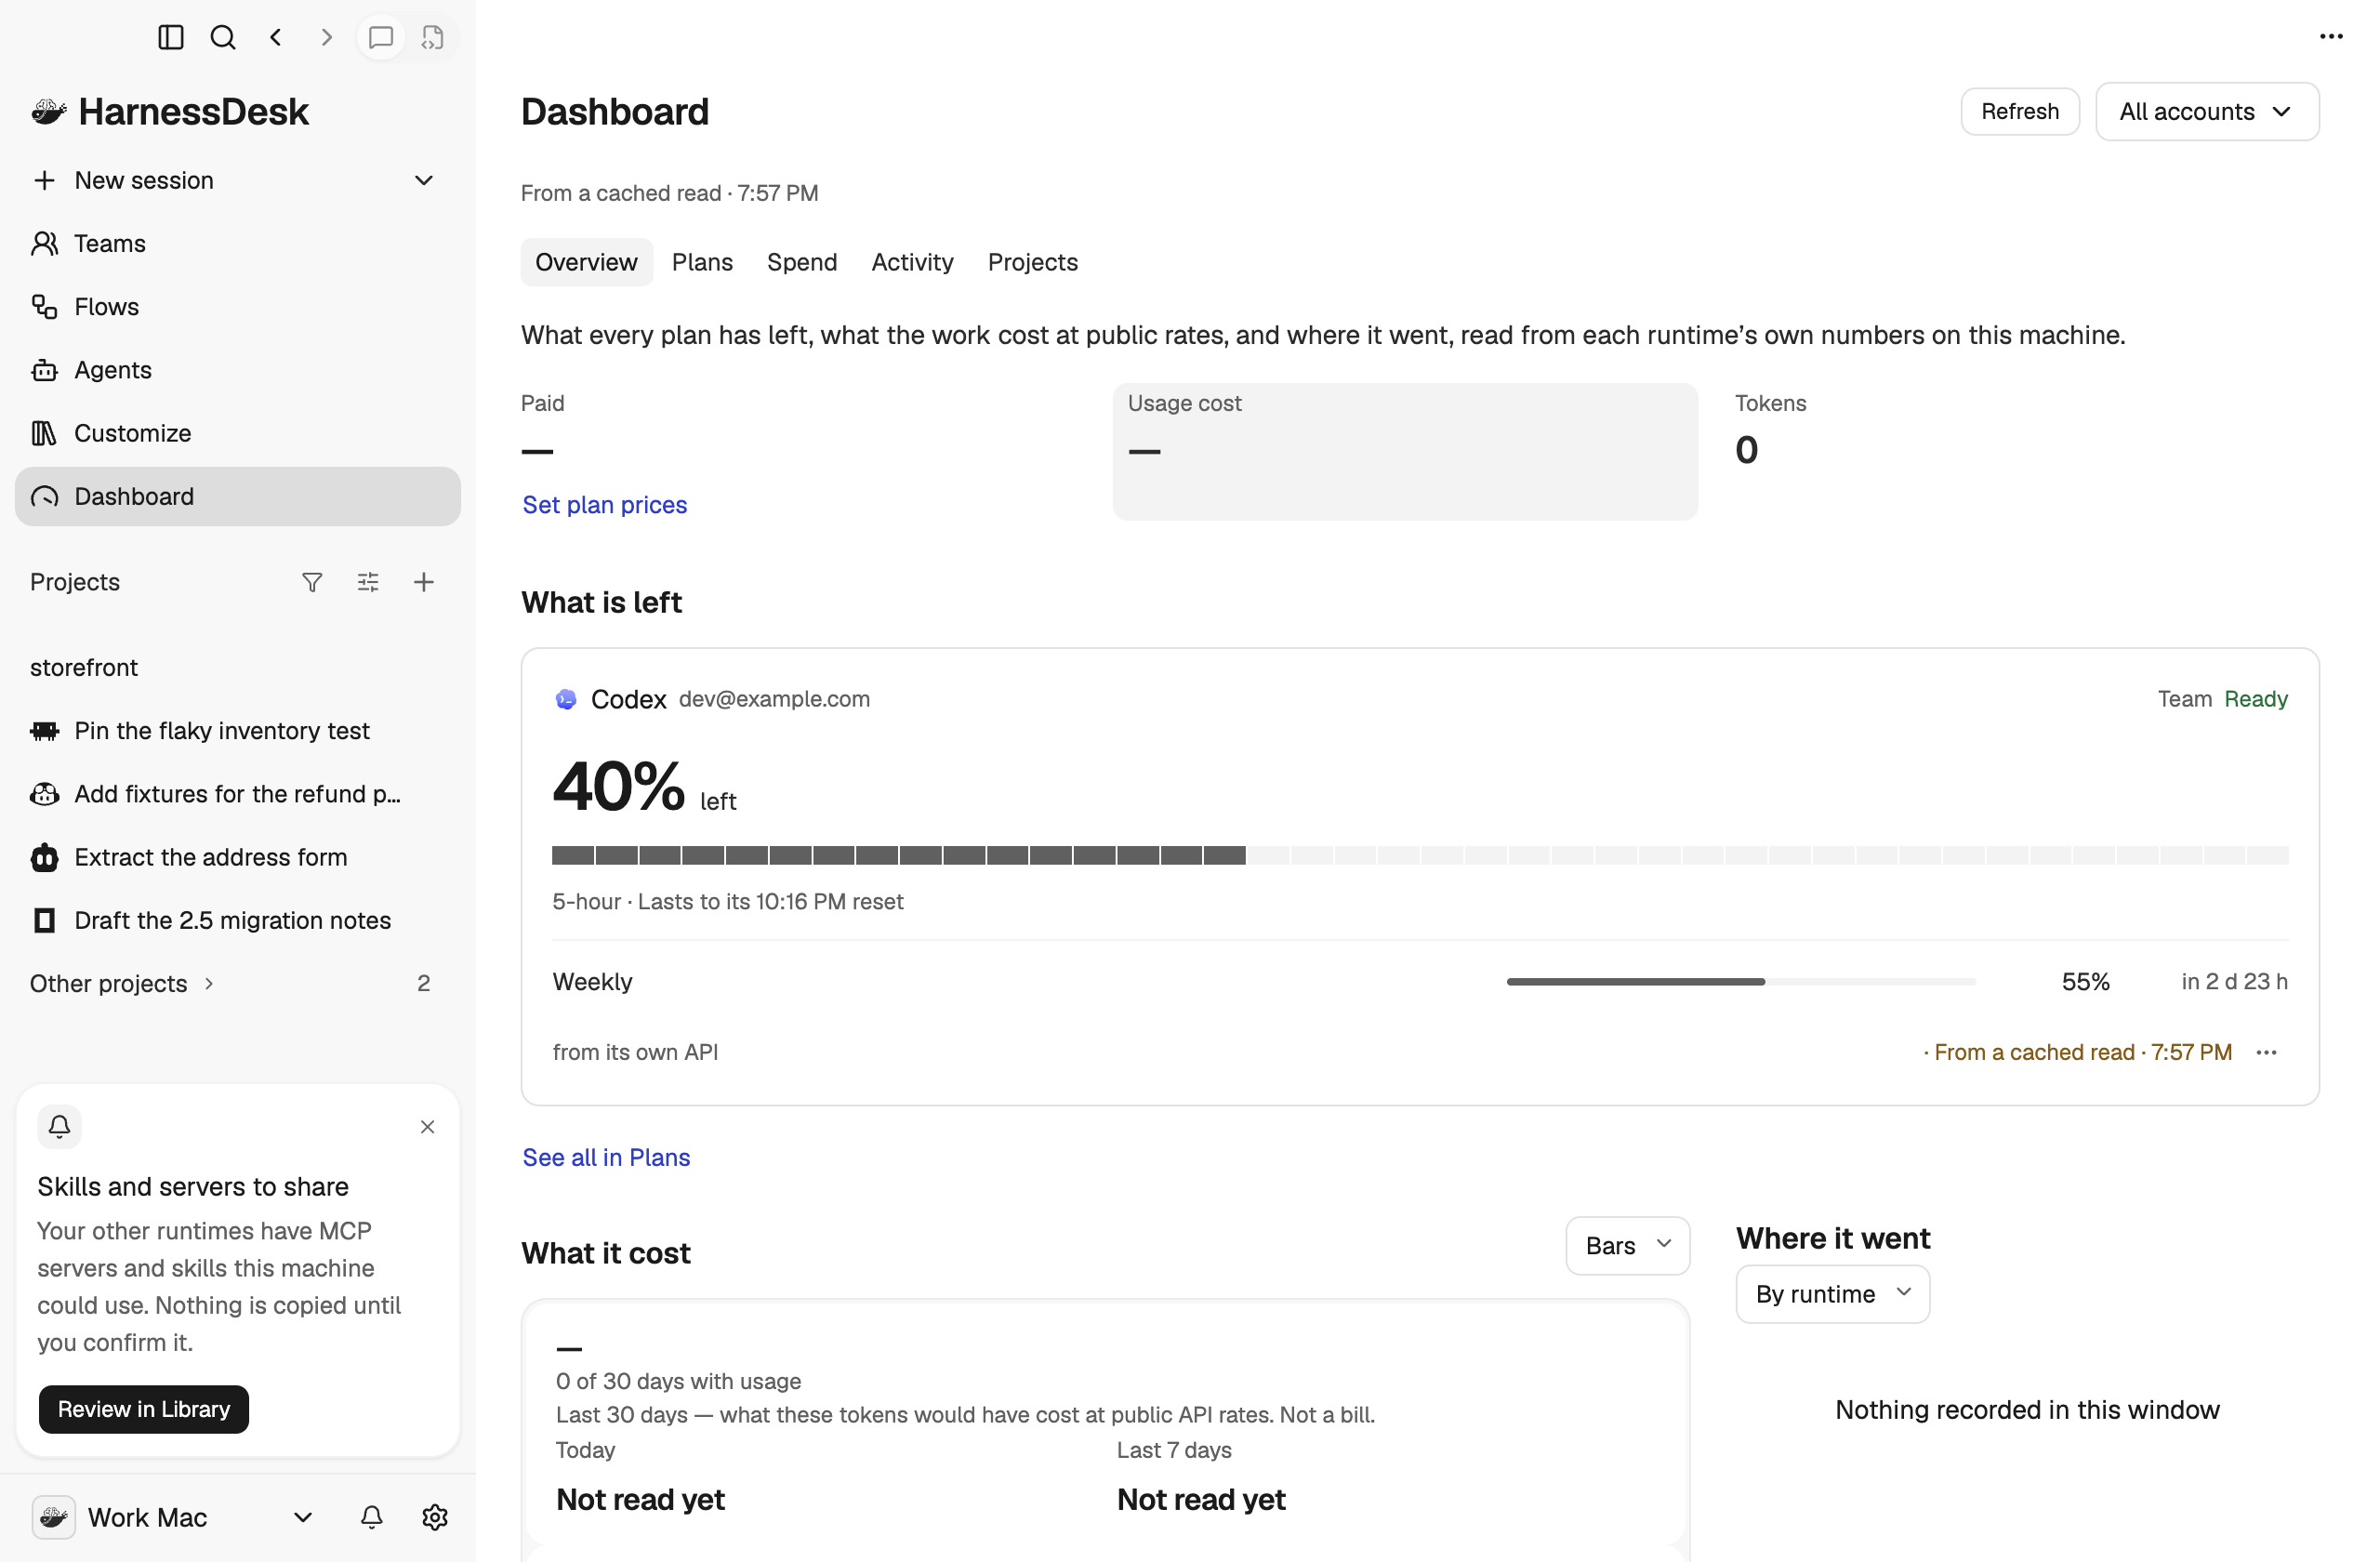 HarnessDesk
New session
Teams
Flows
Agents
Customize
Dashboard
Projects
storefront
Pin the flaky inventory test
Add fixtures for the refund p...
Extract the address form
Draft the 2.5 migration notes
Other projects
2
Skills and servers to share
Your other runtimes have MCP
servers and skills this machine
could use. Nothing is copied until
you confirm it.
Review in Library
Work Mac
Dashboard
Refresh
All accounts
From a cached read · 7:57 PM
Overview
Plans
Spend
Activity
Projects
What every plan has left, what the work cost at public rates, and where it went, read from each runtime’s own numbers on this machine.
Paid
—
Set plan prices
Usage cost
—
Tokens
0
What is left
Codex dev@example.com
Team Ready
40% left
5-hour · Lasts to its 10:16 PM reset
Weekly
55%
in 2 d 23 h
from its own API
· From a cached read · 7:57 PM
See all in Plans
What it cost
Bars
—
0 of 30 days with usage
Last 30 days — what these tokens would have cost at public API rates. Not a bill.
Today
Not read yet
Last 7 days
Not read yet
Where it went
By runtime
Nothing recorded in this window